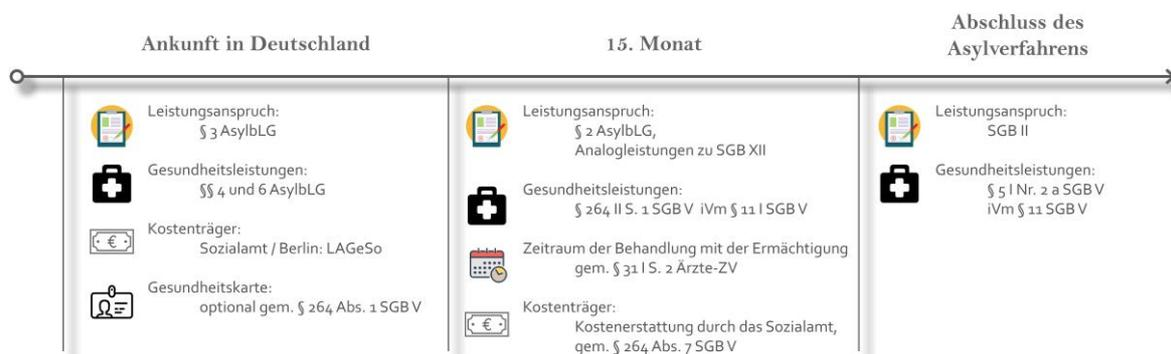 Ankunft in Deutschland
Leistungsanspruch:
§ 3 AsylbLG
Gesundheitsleistungen:
§§ 4 und 6 AsylbLG
Kostenträger:
Sozialamt / Berlin: LAGeSo
Gesundheitskarte:
optional gem. § 264 Abs. 1 SGB V
15. Monat
Leistungsanspruch:
§ 2 AsylbLG,
Analogleistungen zu SGB XII
Gesundheitsleistungen:
§ 264 II S. 1 SGB V iVm § 11 I SGB V
Zeitraum der Behandlung mit der Ermächtigung
gem. § 31 I S. 2 Ärzte-ZV
Kostenträger:
Kostenerstattung durch das Sozialamt,
gem. § 264 Abs. 7 SGB V
Abschluss des
Asylverfahrens
Leistungsanspruch:
SGB II
Gesundheitsleistungen:
§ 5 I Nr. 2 a SGB V
iVm § 11 SGB V